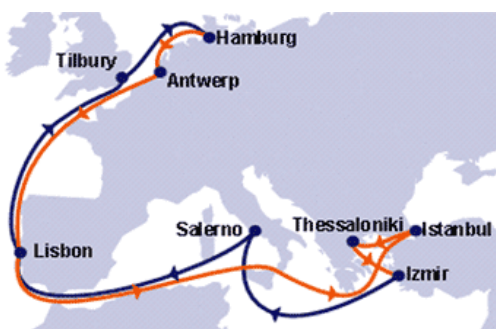 Hamburg
Tilbury
Antwerp
Salerno
Thessaloniki
Istanbul
Lisbon
Izmir